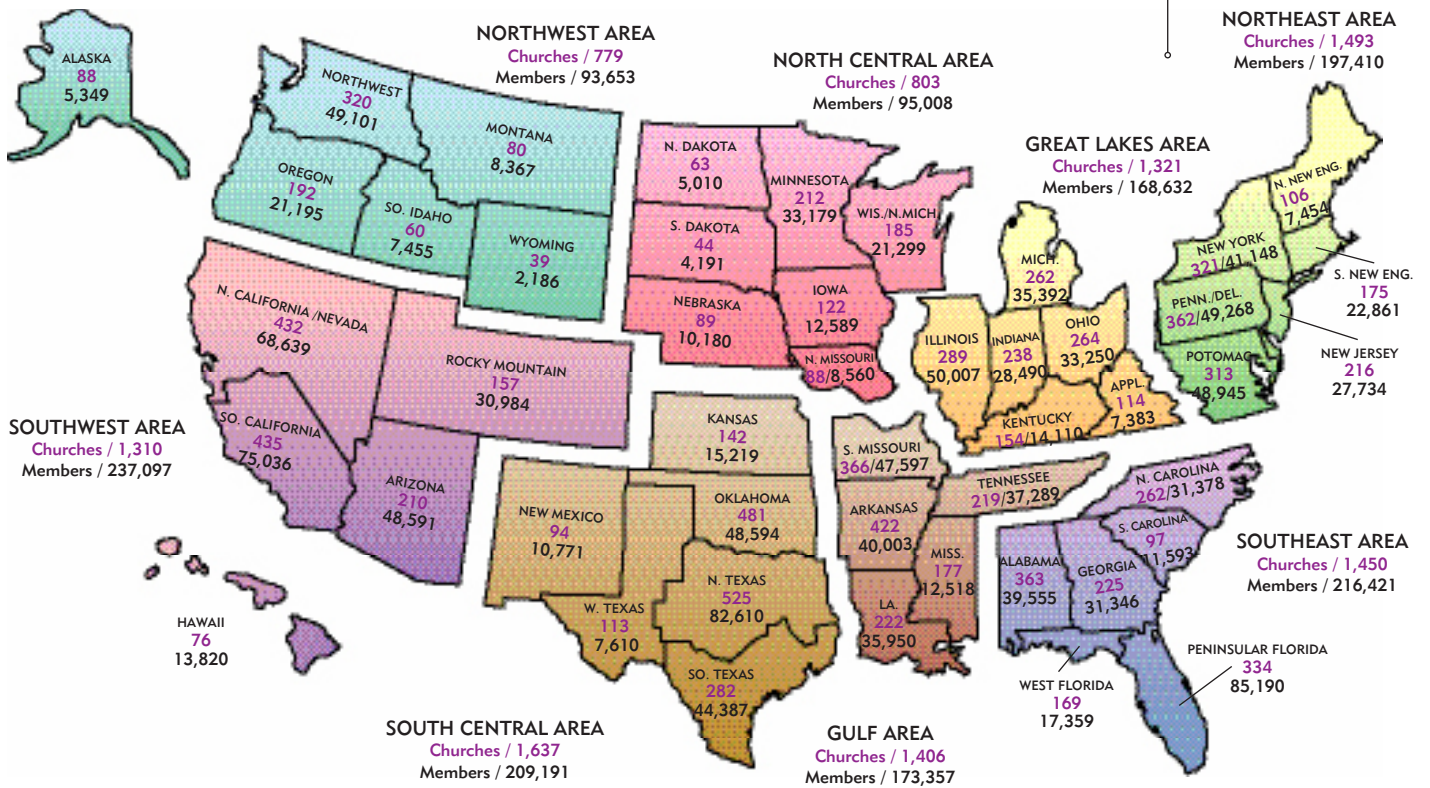 NORTHWEST AREA
Churches / 779
Members / 93,653
ALASKA
88
5,349
NORTHWEST
320
49,101
MONTANA
80
8,367
OREGON
192
21,195
SO. IDAHO
60
7,455
WYOMING
39
2,186
NORTH CENTRAL AREA
Churches / 803
Members / 95,008
N. DAKOTA
63
5,010
MINNESOTA
212
33,179
WIS./N.MICH.
185
21,299
S. DAKOTA
44
4,191
NEBRASKA
89
10,180
IOWA
122
12,589
N. MISSOURI
88/8,560
GREAT LAKES AREA
Churches / 1,321
Members / 168,632
MICH.
262
35,392
ILLINOIS
289
50,007
INDIANA
238
28,490
OHIO
264
33,250
APPL.
114
7,383
KENTUCKY
154/14,110
NORTHEAST AREA
Churches / 1,493
Members / 197,410
N. NEW ENG.
106
7,454
NEW YORK
321/41,148
S. NEW ENG.
175
22,861
PENN./DEL.
362/49,268
NEW JERSEY
216
27,734
POTOMAC
313
48,945
SOUTHWEST AREA
Churches / 1,310
Members / 237,097
N. CALIFORNIA /NEVADA
432
68,639
ROCKY MOUNTAIN
157
30,984
SO. CALIFORNIA
435
75,036
ARIZONA
210
48,591
HAWAII
76
13,820
SOUTH CENTRAL AREA
Churches / 1,637
Members / 209,191
KANSAS
142
15,219
NEW MEXICO
94
10,771
OKLAHOMA
481
48,594
N. TEXAS
525
82,610
W. TEXAS
113
7,610
SO. TEXAS
282
44,387
GULF AREA
Churches / 1,406
Members / 173,357
S. MISSOURI
366/47,597
TENNESSEE
219/37,289
ARKANSAS
422
40,003
MISS.
177
12,518
LA.
222
35,950
SOUTHEAST AREA
Churches / 1,450
Members / 216,421
N. CAROLINA
262/31,378
S. CAROLINA
97
11,593
ALABAMA
363
39,555
GEORGIA
225
31,346
WEST FLORIDA
169
17,359
PENINSULAR FLORIDA
334
85,190